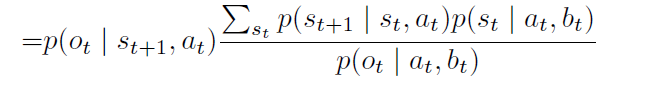 =p(o_t | s_{t+1}, a_t) \frac{\sum_{s_t} p(s_{t+1} | s_t, a_t) p(s_t | a_t, b_t)}{p(o_t | a_t, b_t)}